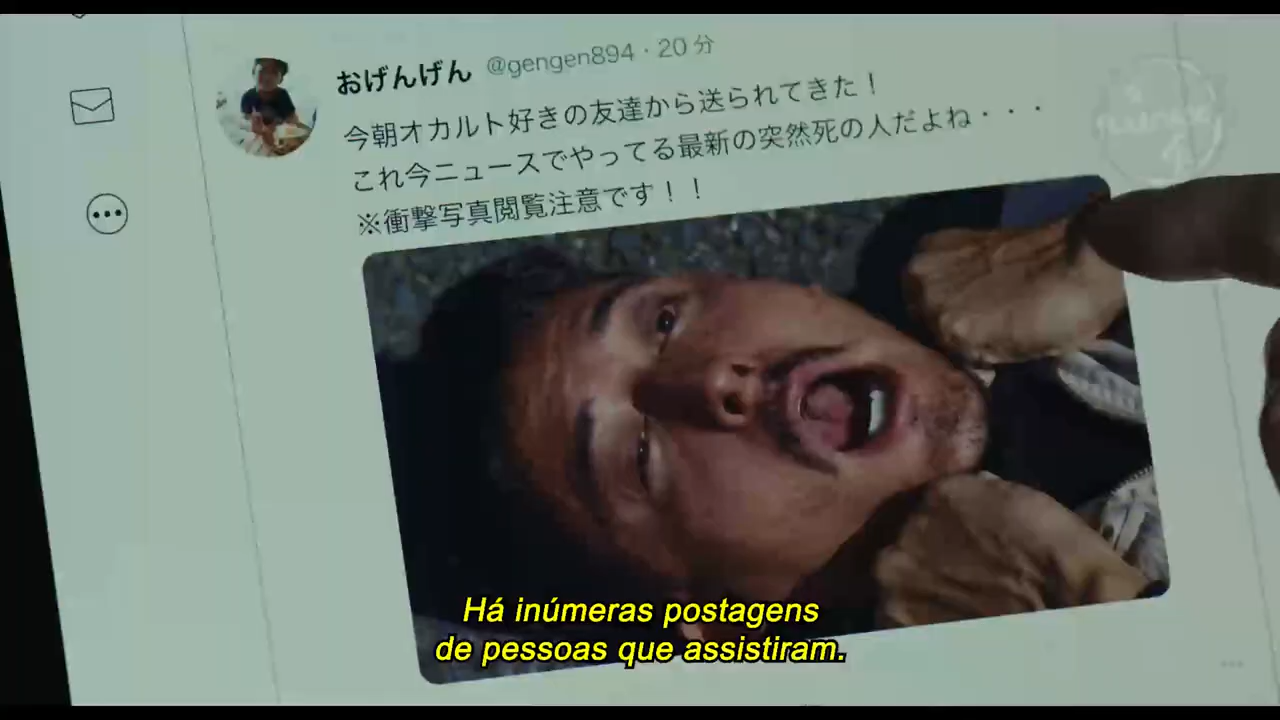 おげんげん @gengen894・20分
今朝オカルト好きの友達から送られてきた！
これ今ニュースでやってる最新の突然死の人だよね・・・
※衝撃写真閲覧注意です！！
Há inúmeras postagens
de pessoas que assistiram.